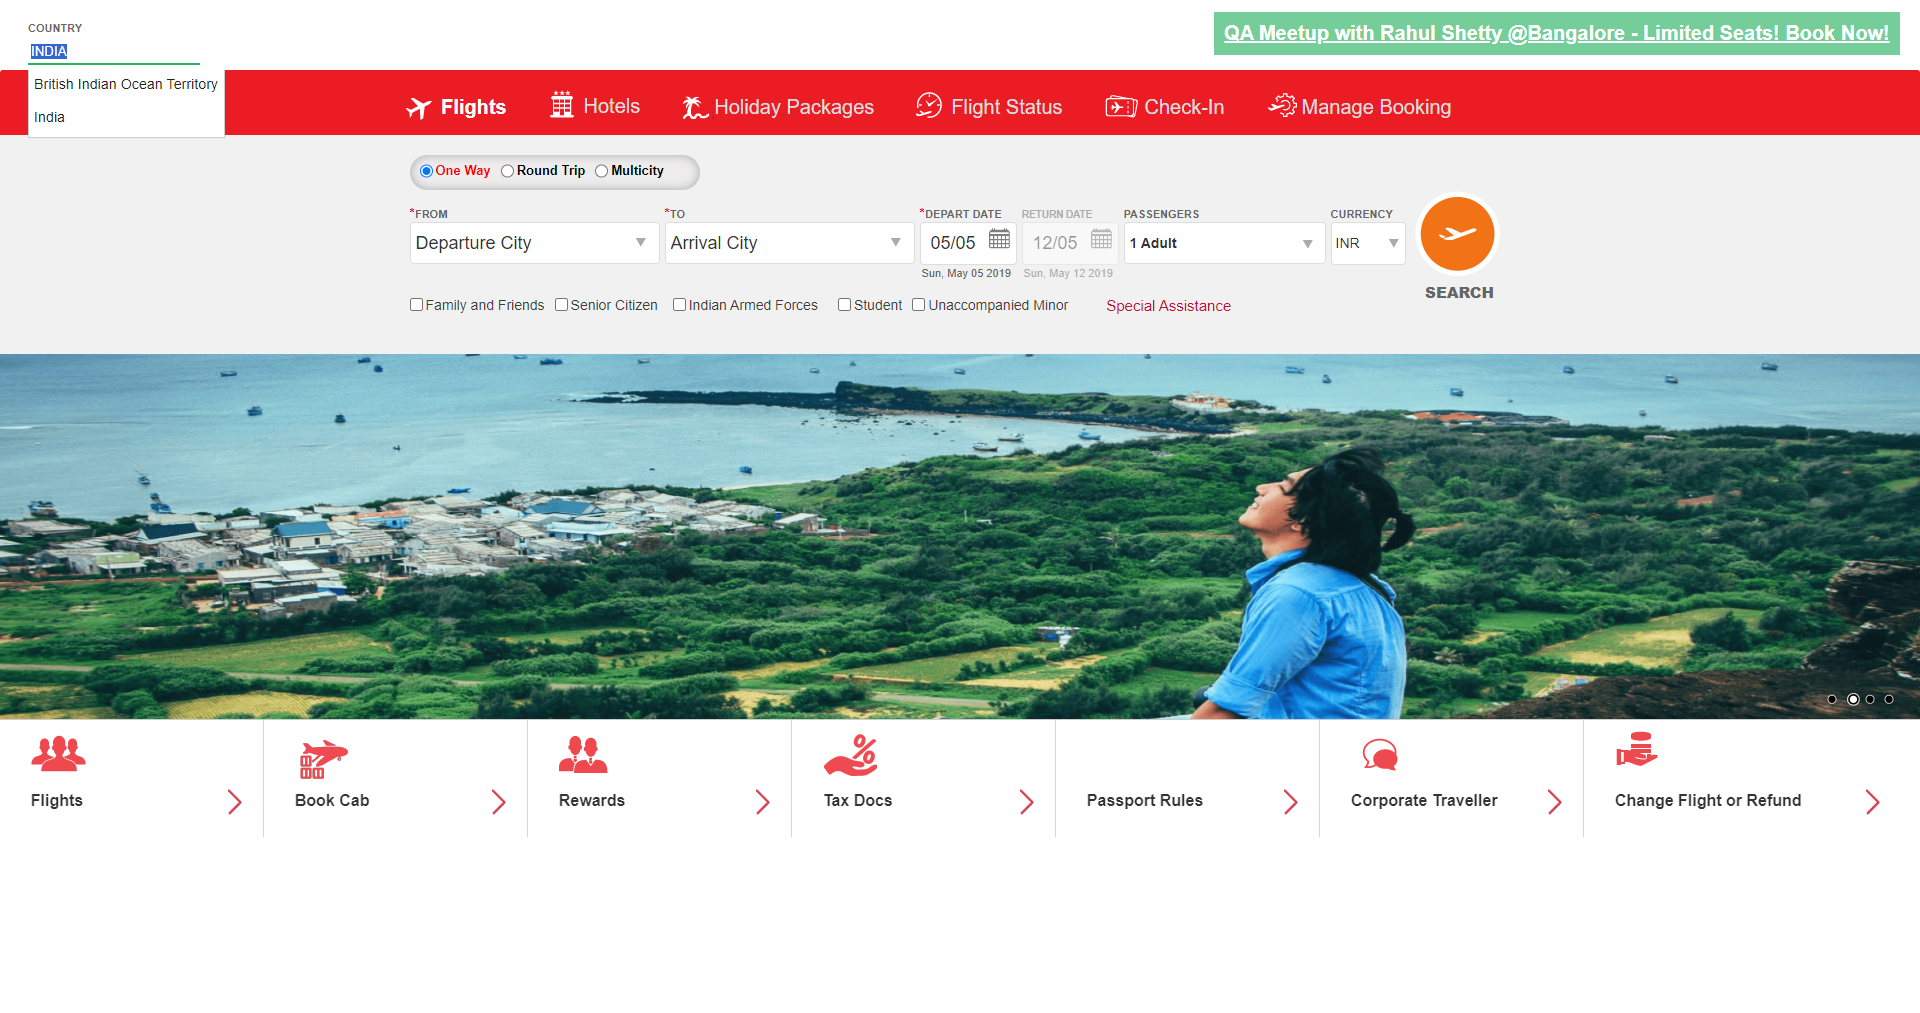 COUNTRY
INDIA
British Indian Ocean Territory
India
QA Meetup with Rahul Shetty @Bangalore - Limited Seats! Book Now!
Flights Hotels Holiday Packages Flight Status Check-In Manage Booking
One Way Round Trip Multicity
*FROM *TO *DEPART DATE RETURN DATE PASSENGERS CURRENCY
Departure City Arrival City 05/05 12/05 1 Adult INR
Sun, May 05 2019 Sun, May 12 2019
SEARCH
Family and Friends Senior Citizen Indian Armed Forces Student Unaccompanied Minor Special Assistance
Flights Book Cab Rewards Tax Docs Passport Rules Corporate Traveller Change Flight or Refund